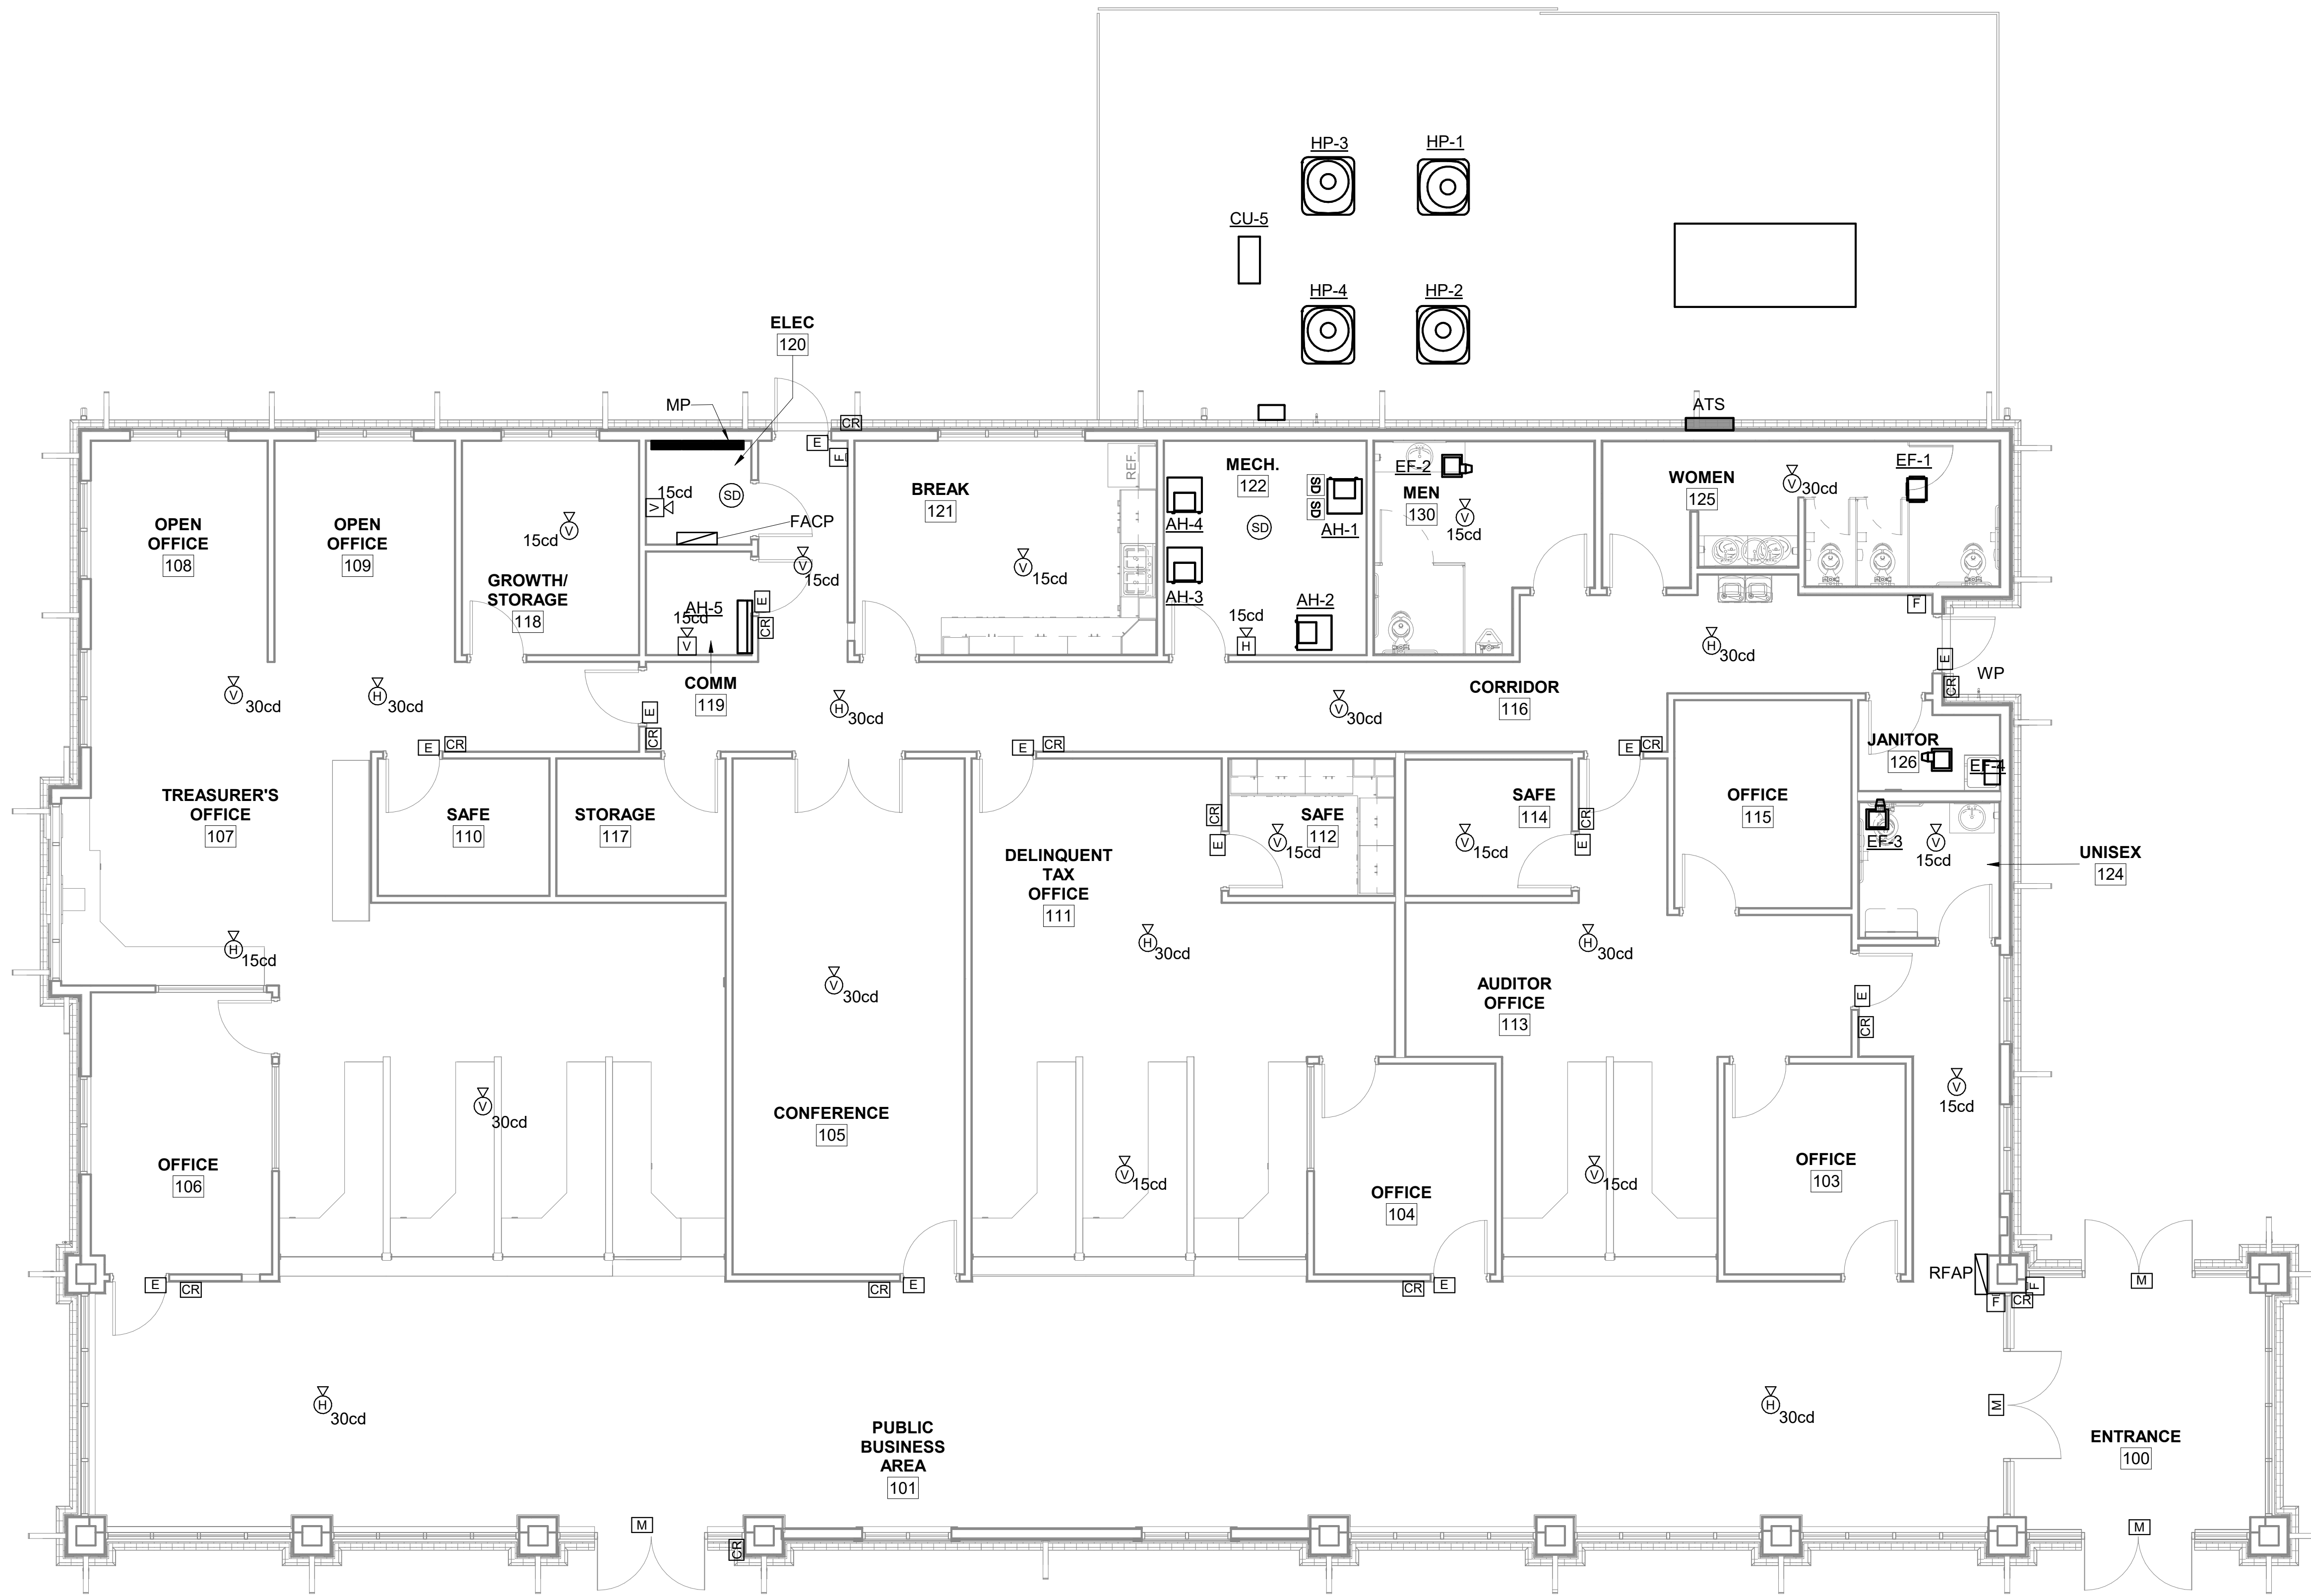 HP-3
HP-1
CU-5
HP-4
HP-2
ELEC
120
MP
ATS
CR
E
F
OPEN
OFFICE
108
OPEN
OFFICE
109
15cd
V
GROWTH/
STORAGE
118
V
15cd
SD
FACP
V
15cd
BREAK
121
REF.
V
15cd
MECH.
122
SD
SD
SD
AH-4
AH-1
AH-3
AH-2
15cd
H
EF-2
MEN
130
V
15cd
WOMEN
125
V
30cd
EF-1
F
AH-5
15cd
V
E
CR
COMM
119
V
30cd
H
30cd
H
30cd
V
30cd
CORRIDOR
116
H
30cd
E
CR
WP
E
CR
E
CR
E
CR
E
CR
JANITOR
126
EF-4
TREASURER'S
OFFICE
107
SAFE
110
STORAGE
117
CR
E
SAFE
112
V
15cd
SAFE
114
V
15cd
CR
E
OFFICE
115
EF-3
V
15cd
UNISEX
124
DELINQUENT
TAX
OFFICE
111
H
15cd
V
30cd
H
30cd
H
30cd
AUDITOR
OFFICE
113
E
CR
V
30cd
CONFERENCE
105
V
15cd
V
15cd
V
15cd
OFFICE
106
OFFICE
104
OFFICE
103
E
CR
CR
E
CR
E
RFAP
F
CR
F
M
H
30cd
H
30cd
M
PUBLIC
BUSINESS
AREA
101
ENTRANCE
100
M
CR
M